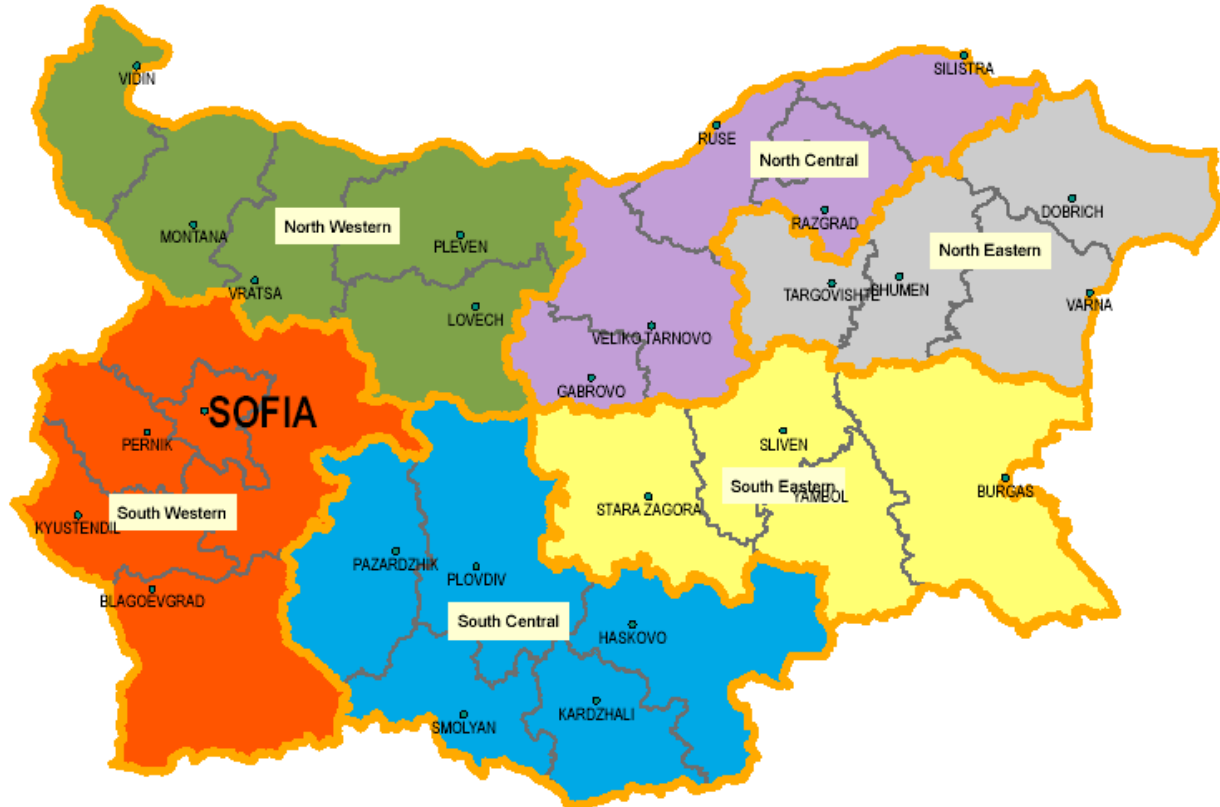 SILISTRA
VIDIN
RUSE
North Central
DOBRICH
RAZGRAD
North Western
MONTANA
PLEVEN
North Eastern
VRATSA
TARGOVISHTE
SHUMEN
VARNA
LOVECH
VELIKO TARNOVO
GABROVO
SOFIA
PERNIK
SLIVEN
South Eastern
YAMBOL
BURGAS
STARA ZAGORA
South Western
KYUSTENDIL
PAZARDZHIK
PLOVDIV
BLAGOEVGRAD
South Central
HASKOVO
SMOLYAN
KARDZHALI